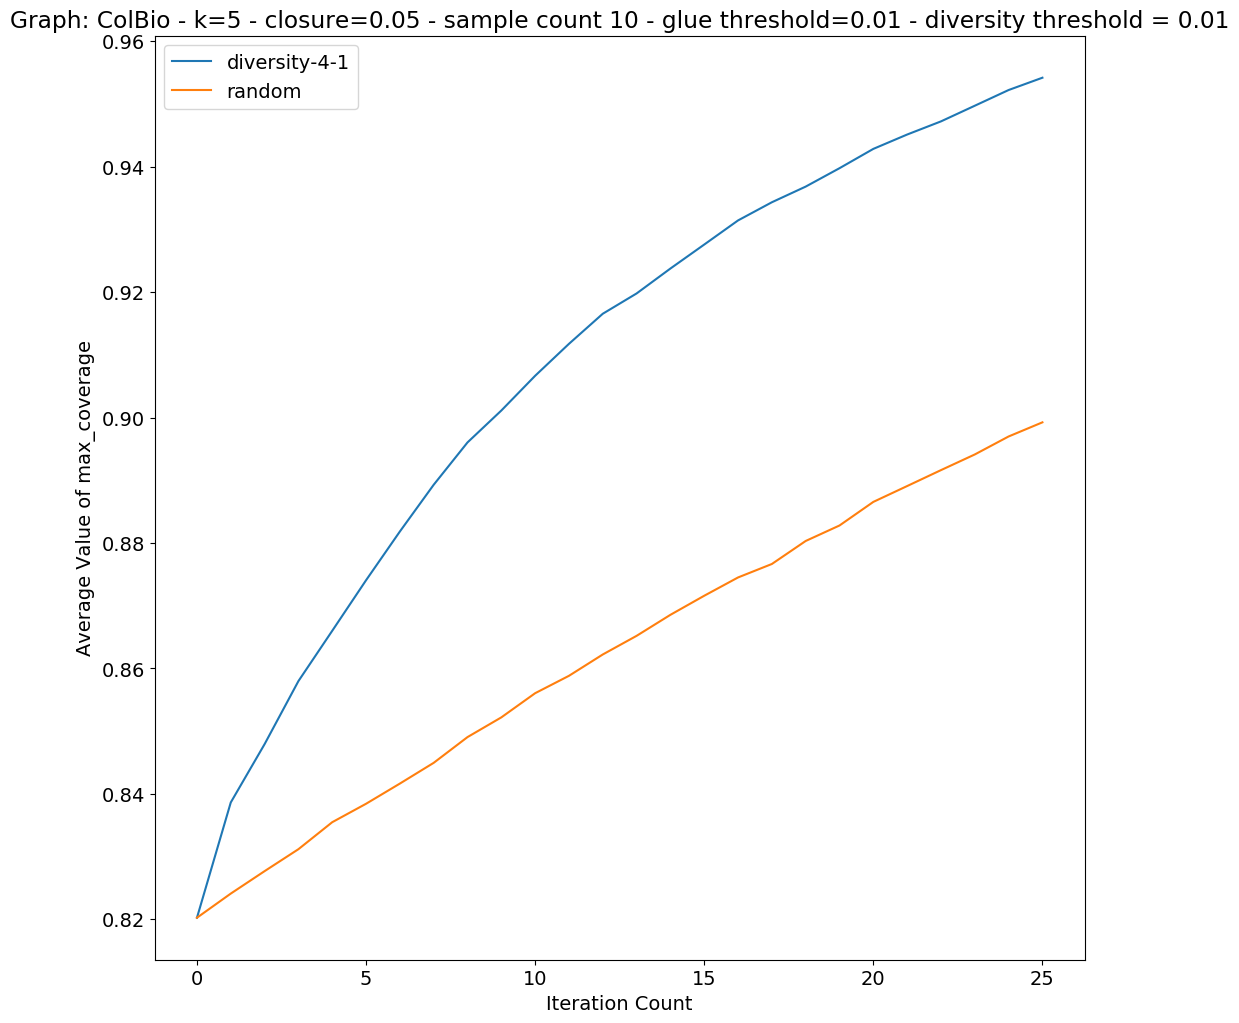 Graph: ColBio - k=5 - closure=0.05 - sample count 10 - glue threshold=0.01 - diversity threshold = 0.01
diversity-4-1
random
0.96
0.94
0.92
0.90
0.88
0.86
0.84
0.82
Average Value of max_coverage
0 5 10 15 20 25
Iteration Count